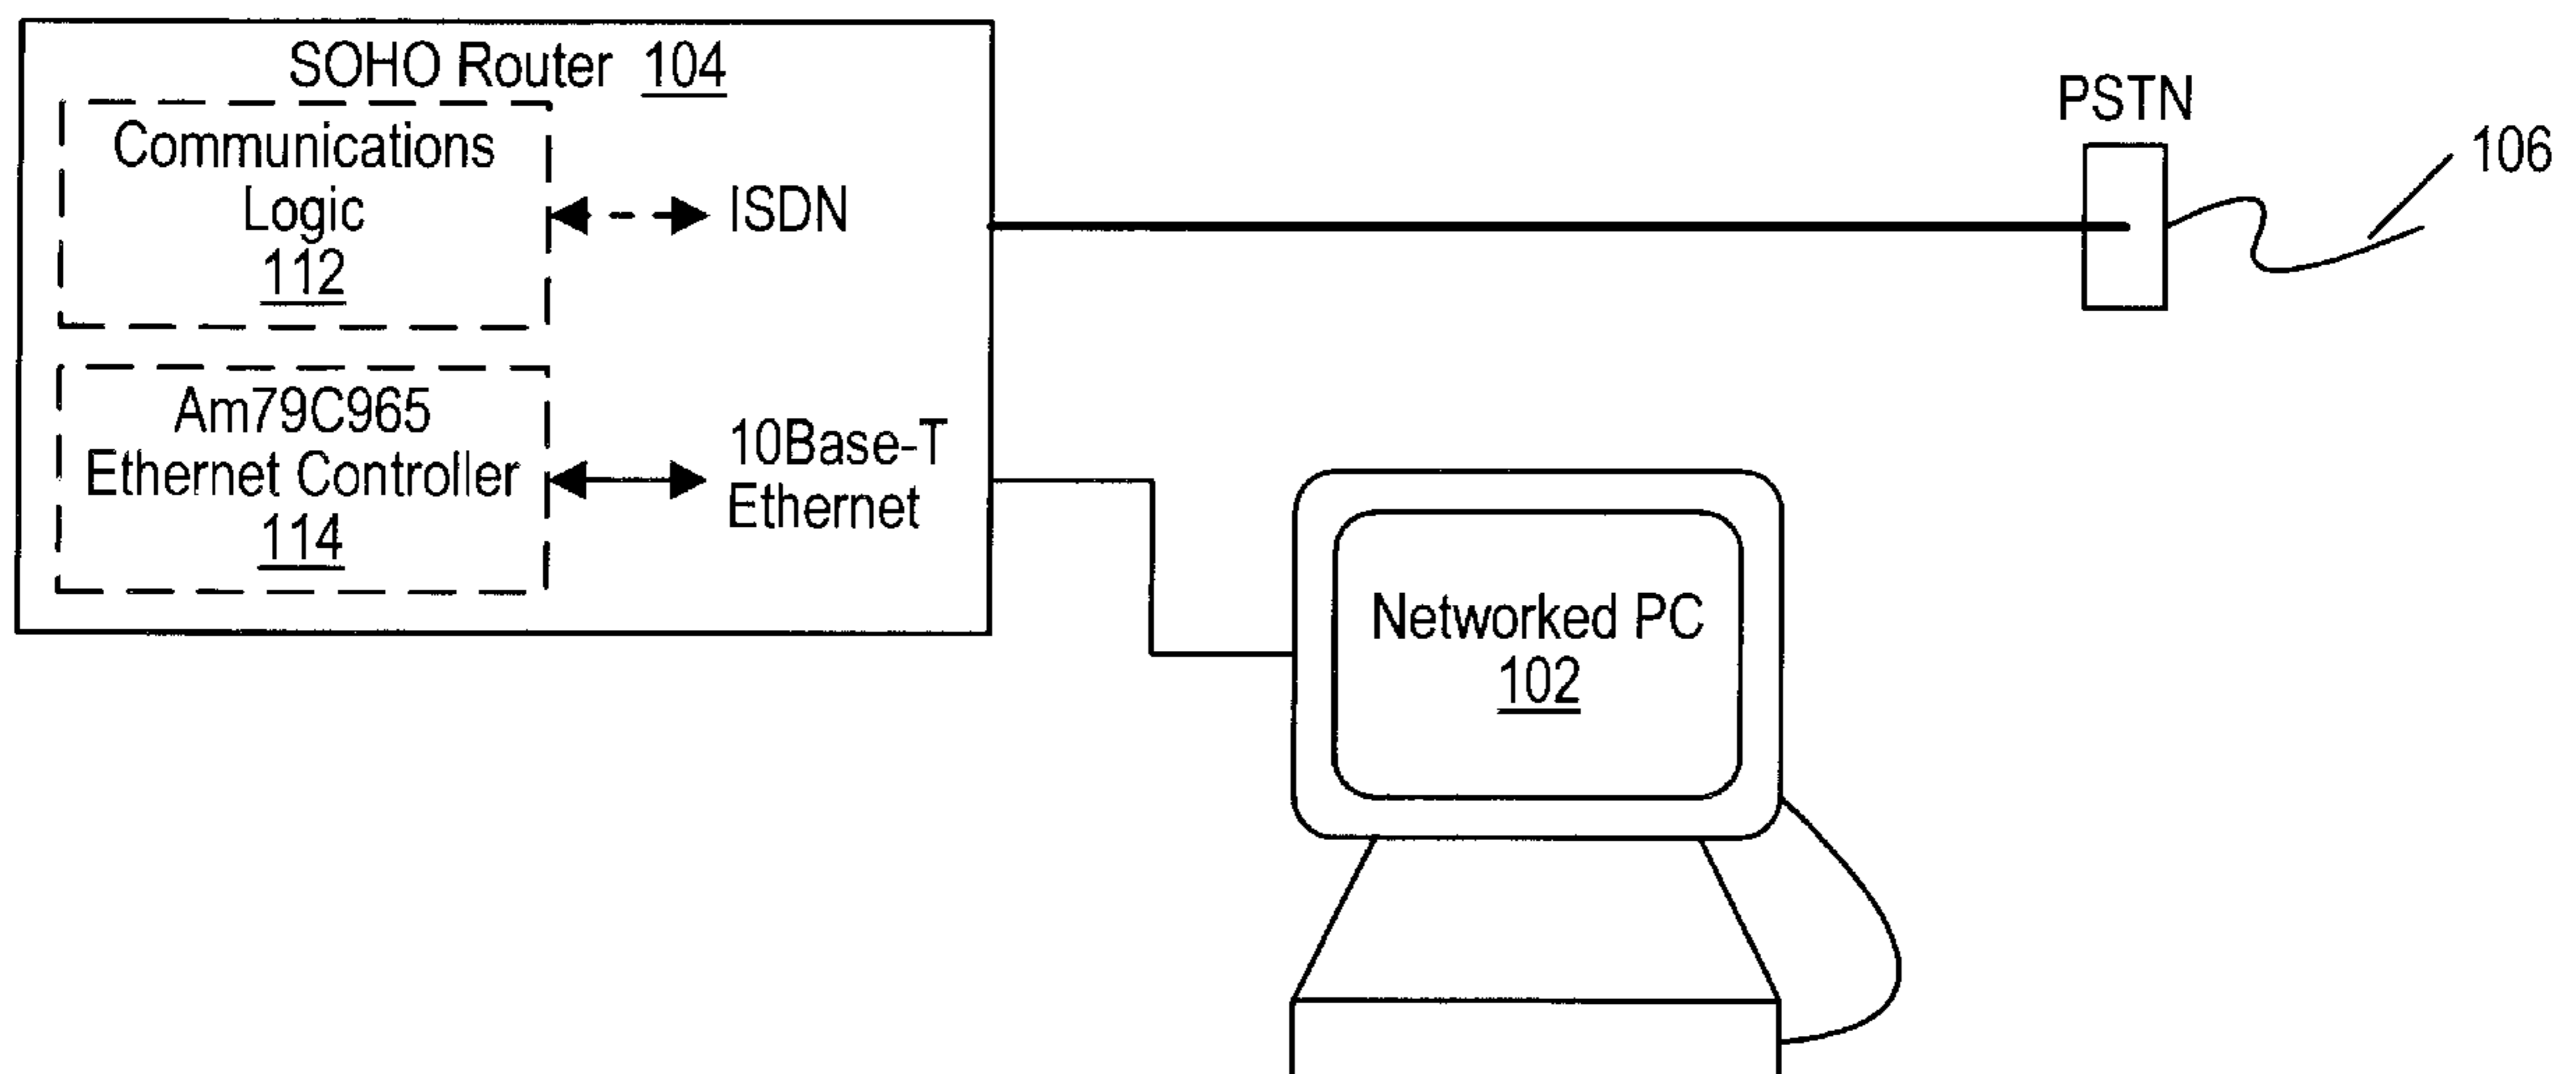 SOHO Router 104
Communications
Logic
112
ISDN
Am79C965
Ethernet Controller
114
10Base-T
Ethernet
PSTN
106
Networked PC
102